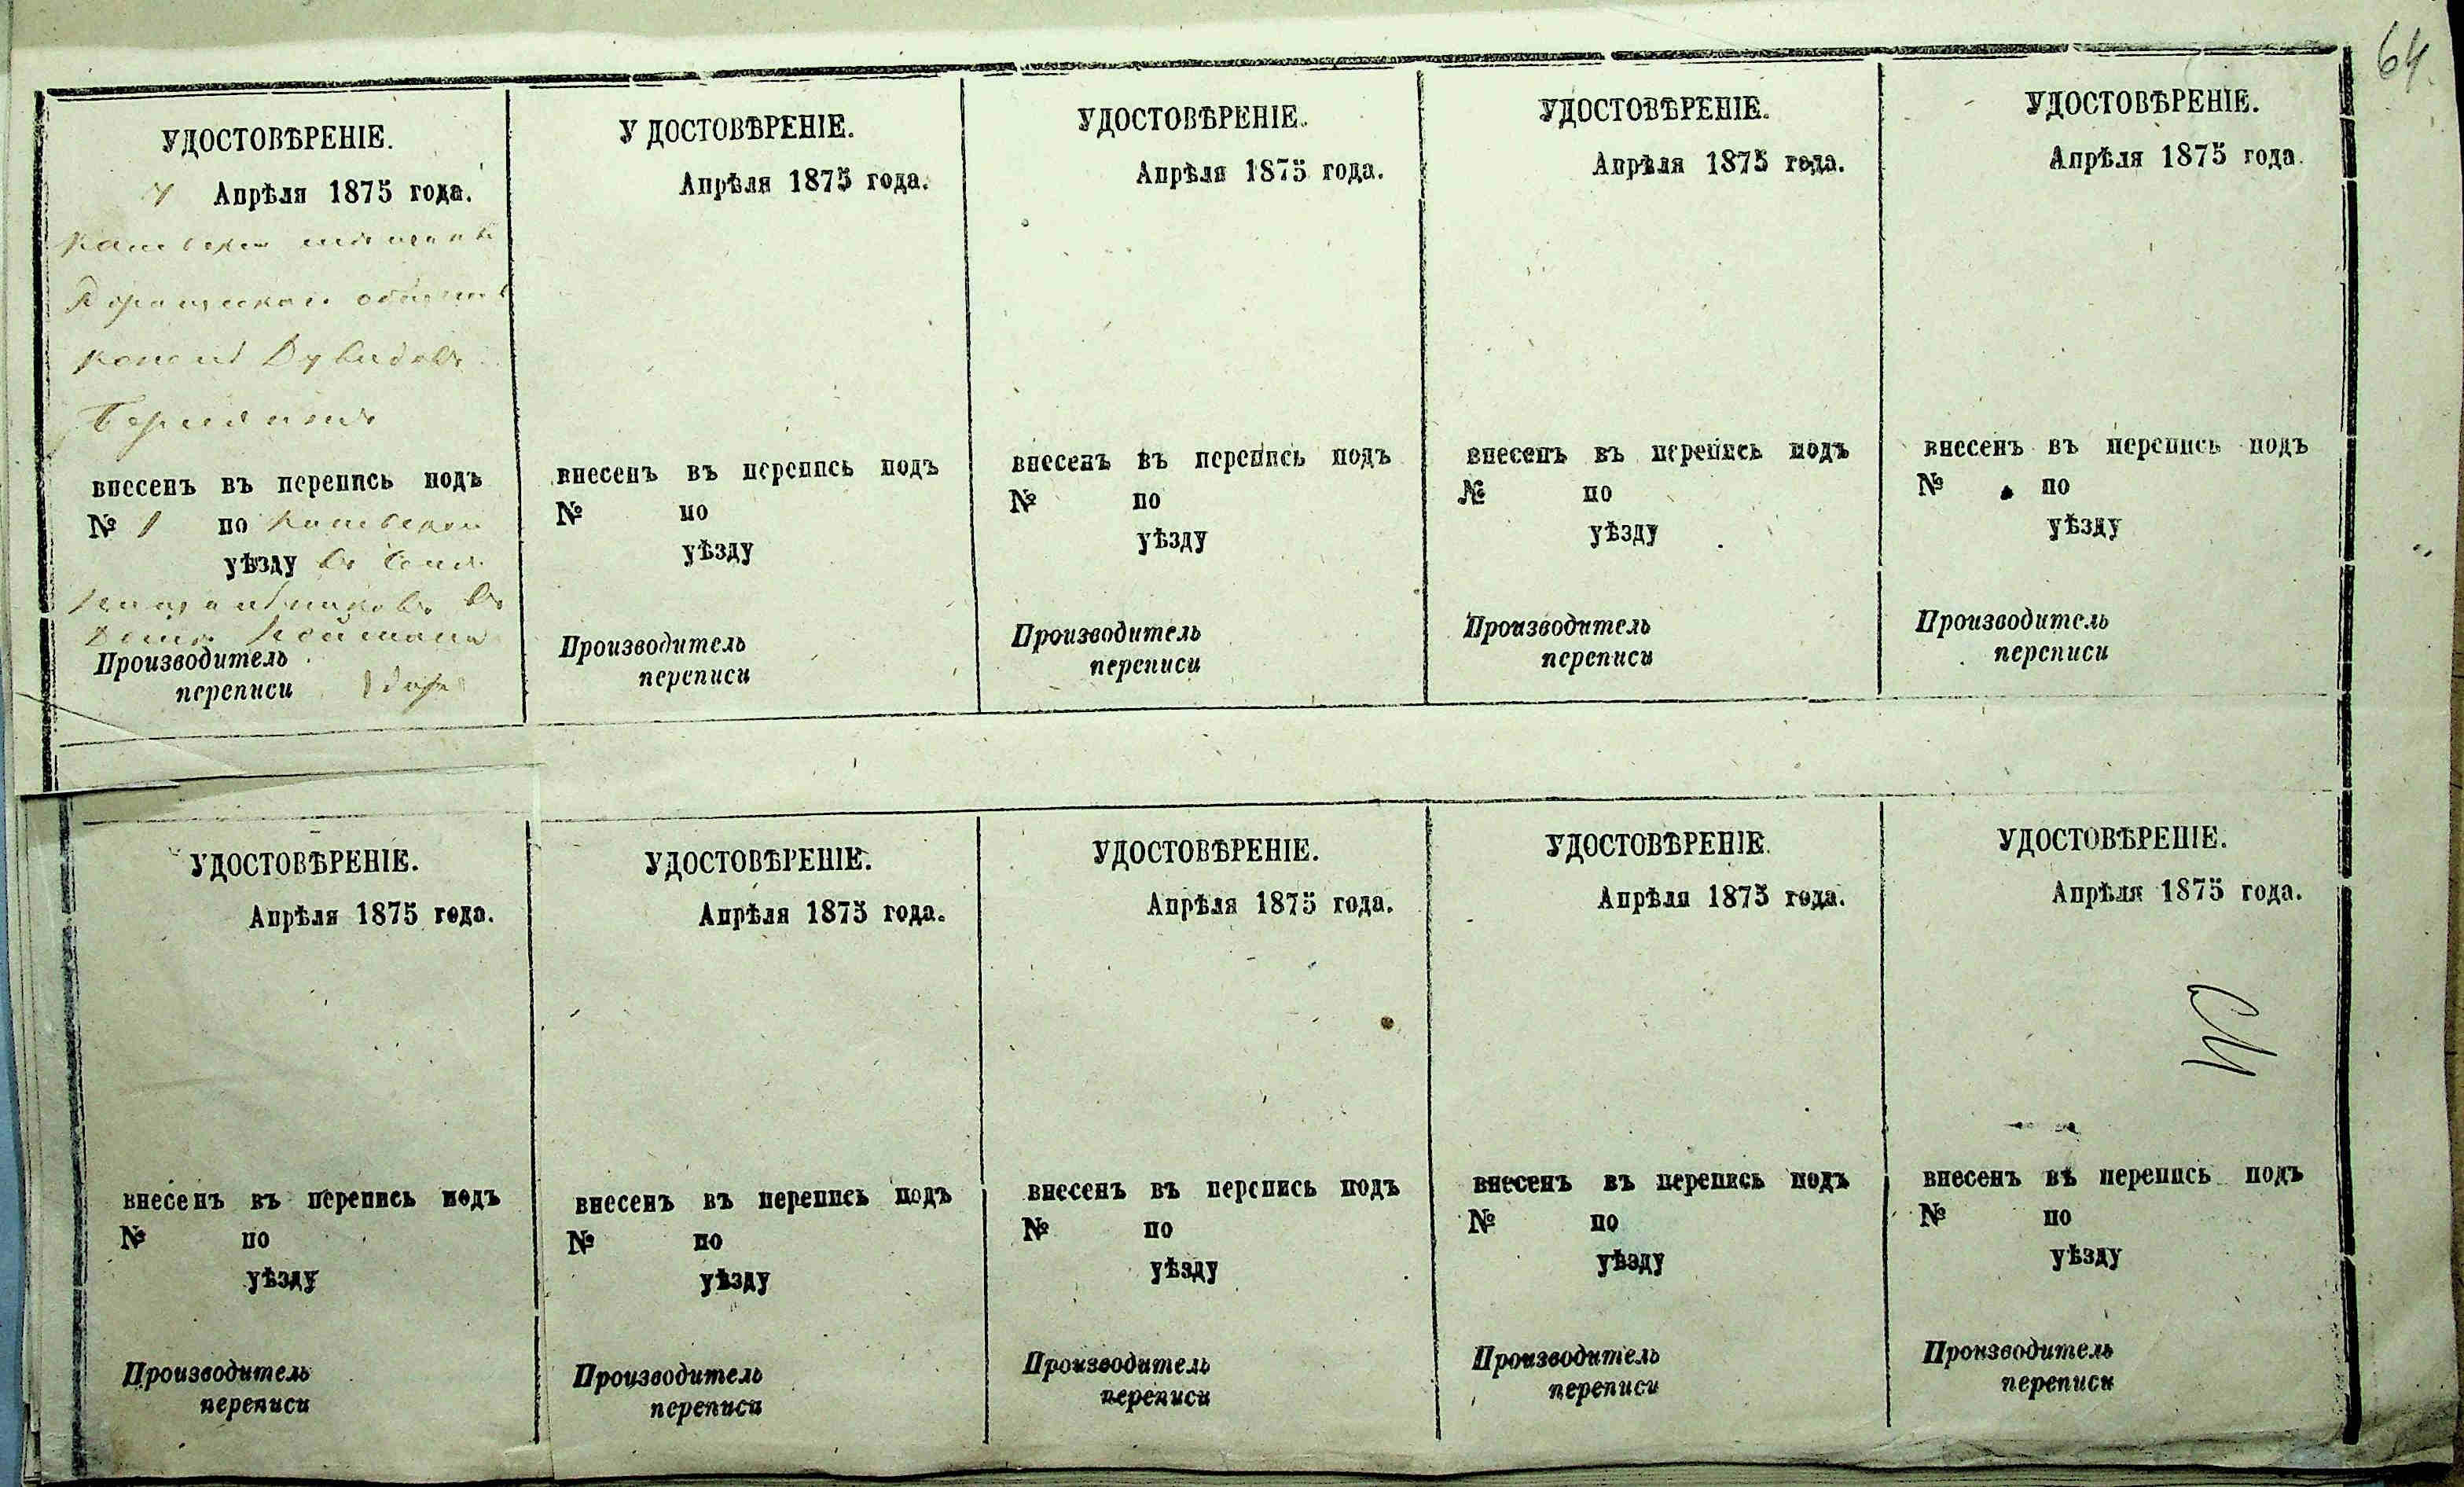 64
УДОСТОВѢРЕНІЕ.
Апрѣля 1875 года.
внесенъ въ перепись подъ
№ 1 по
уѣзду
Производитель
переписи
У ДОСТОВѢРЕНІЕ.
Апрѣля 1875 года.
внесенъ въ перепись подъ
№ по
уѣзду
Производитель
переписи
УДОСТОВѢРЕНІЕ.
Апрѣля 1875 года.
внесенъ въ перепись подъ
№ по
уѣзду
Производитель
переписи
УДОСТОВѢРЕНІЕ.
Апрѣля 1875 года.
внесенъ въ перепись подъ
№ по
уѣзду
Производитель
переписи
УДОСТОВѢРЕНІЕ.
Апрѣля 1875 года.
внесенъ въ перепись подъ
№ по
уѣзду
Производитель
переписи
УДОСТОВѢРЕНІЕ.
Апрѣля 1875 года.
внесенъ въ перепись подъ
№ по
уѣзду
Производитель
переписи
УДОСТОВѢРЕНІЕ.
Апрѣля 1875 года.
внесенъ въ перепись подъ
№ по
уѣзду
Производитель
переписи
УДОСТОВѢРЕНІЕ.
Апрѣля 1875 года.
внесенъ въ перепись подъ
№ по
уѣзду
Производитель
переписи
УДОСТОВѢРЕНІЕ.
Апрѣля 1875 года.
внесенъ въ перепись подъ
№ по
уѣзду
Производитель
переписи
УДОСТОВѢРЕНІЕ.
Апрѣля 1875 года.
внесенъ въ перепись подъ
№ по
уѣзду
Производитель
переписи